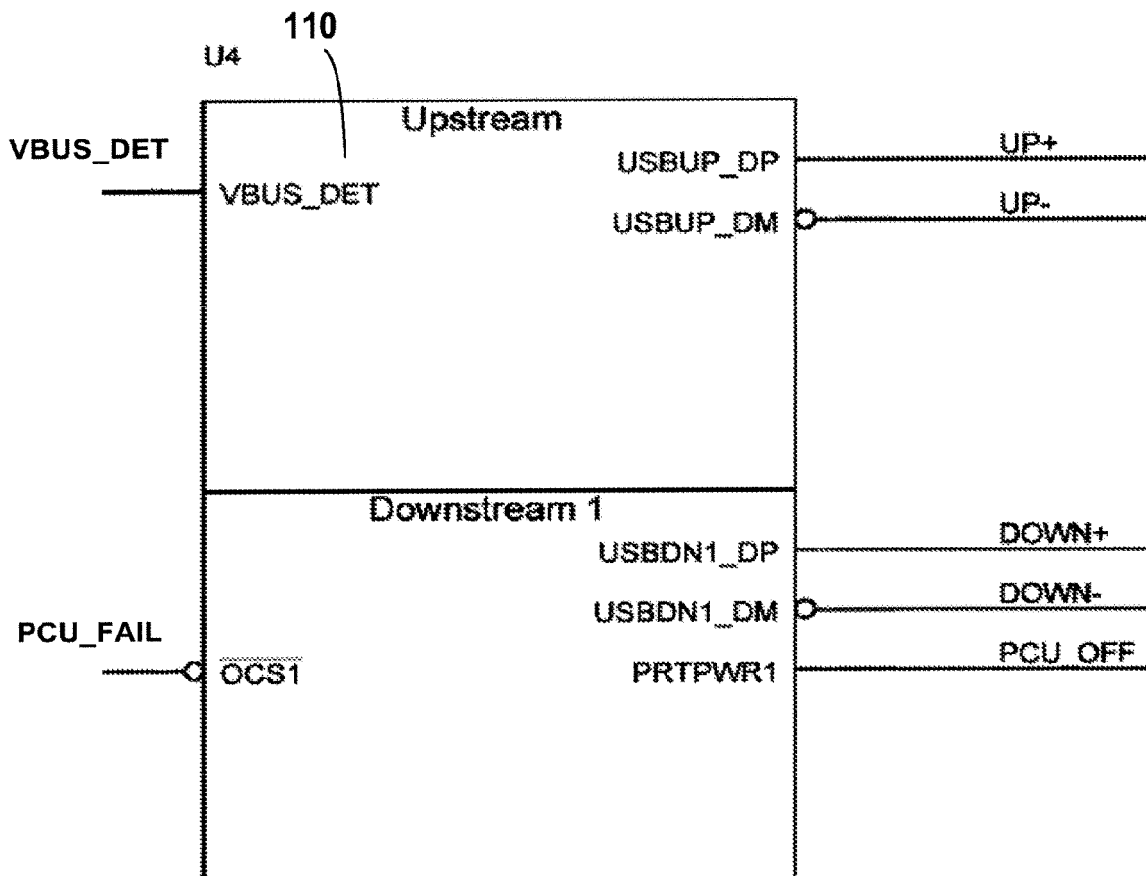 110
U4
Upstream
VBUS_DET
VBUS_DET
USBUP_DP
UP+
USBUP_DM
UP-
Downstream 1
USBDN1_DP
DOWN+
USBDN1_DM
DOWN-
PCU_FAIL
OCS1
PRTPWR1
PCU_OFF